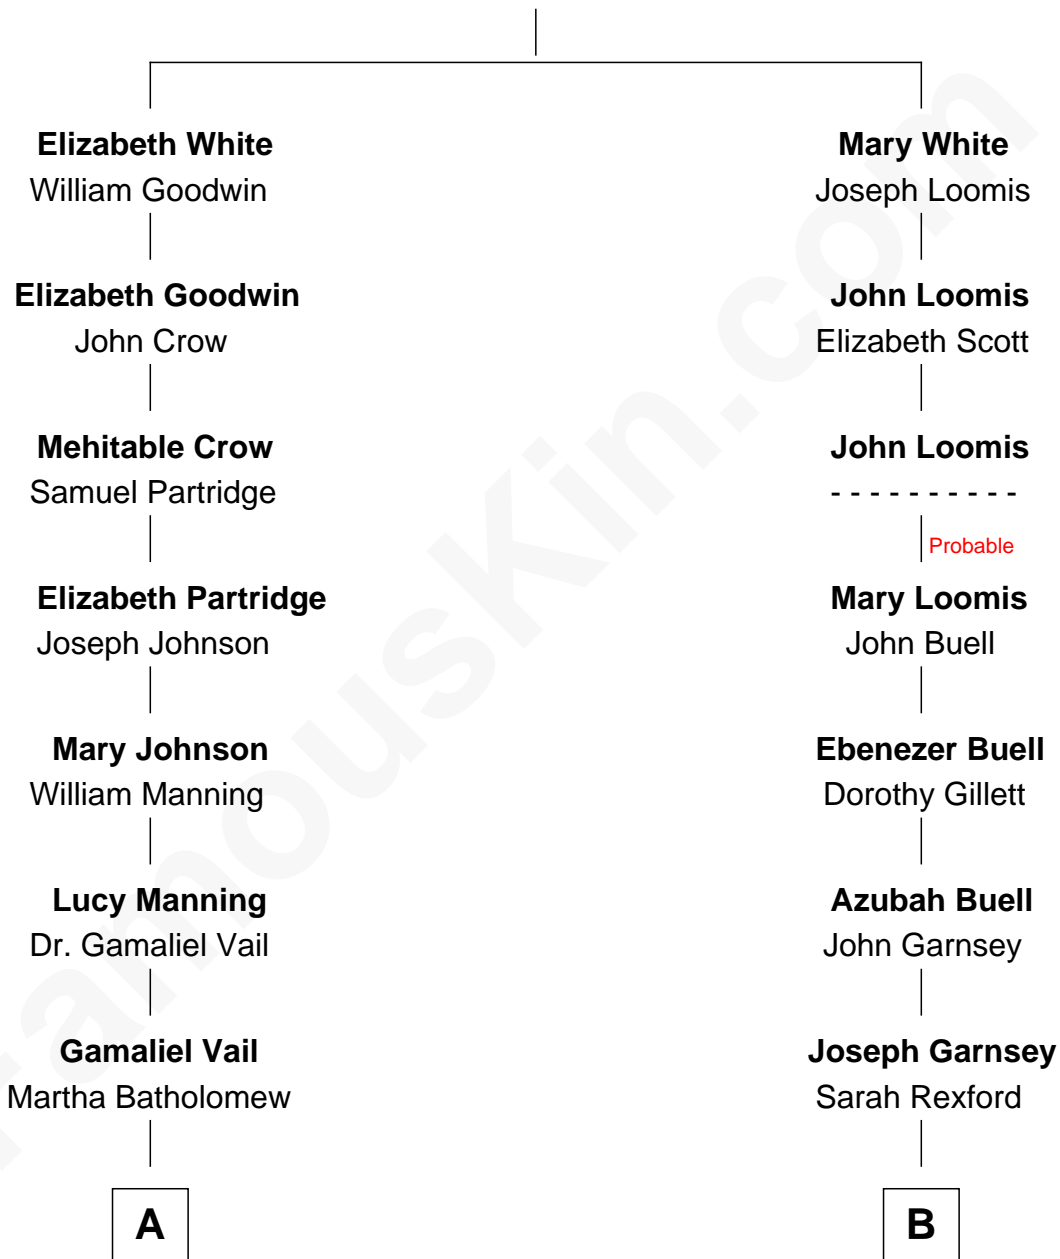 Elizabeth White
William Goodwin
Elizabeth Goodwin
John Crow
Mehitable Crow
Samuel Partridge
Elizabeth Partridge
Joseph Johnson
Mary Johnson
William Manning
Lucy Manning
Dr. Gamaliel Vail
Gamaliel Vail
Martha Batholomew
A
Mary White
Joseph Loomis
John Loomis
Elizabeth Scott
John Loomis
- - - - - - - - - -
Probable
Mary Loomis
John Buell
Ebenezer Buell
Dorothy Gillett
Azubah Buell
John Garnsey
Joseph Garnsey
Sarah Rexford
B
FamousKin.com